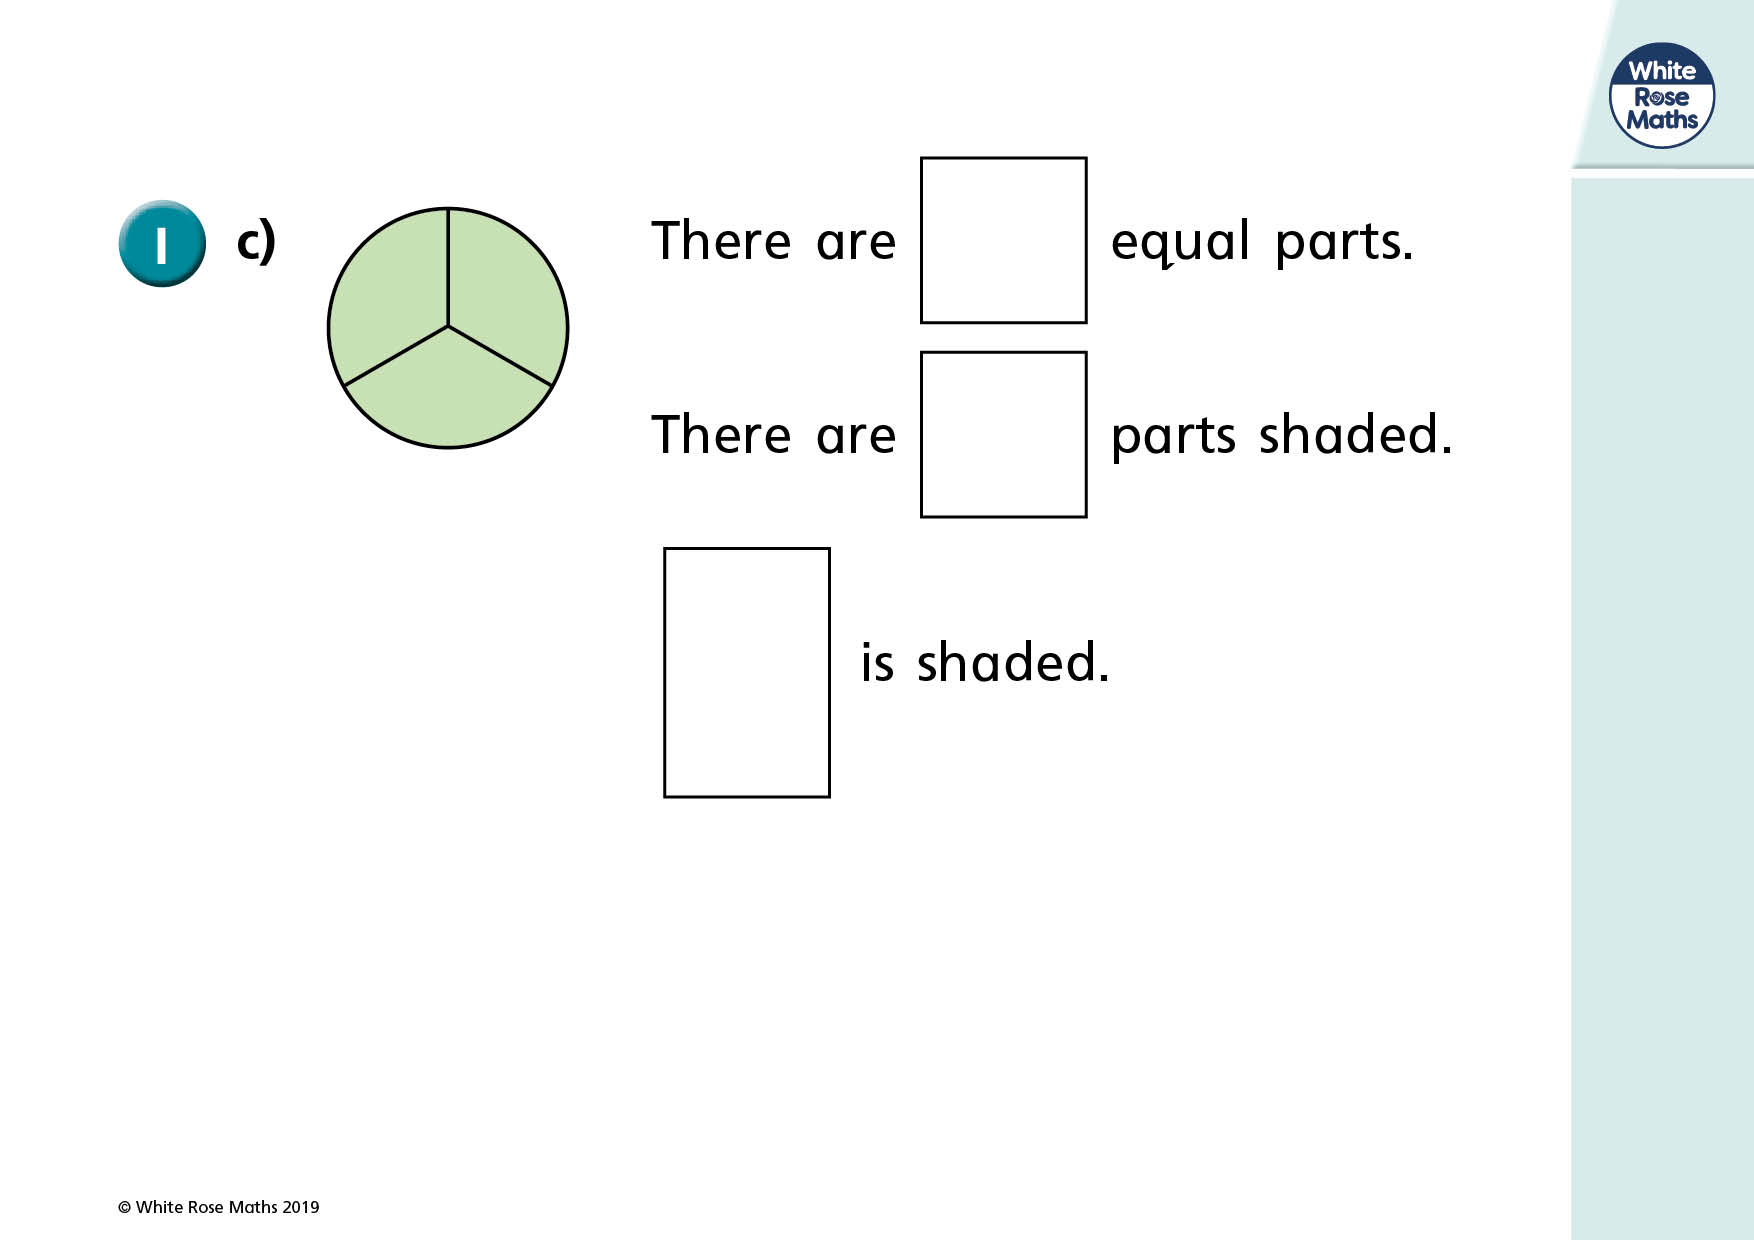 White
Rose
Maths
1 c) There are equal parts.
There are parts shaded.
is shaded.
© White Rose Maths 2019